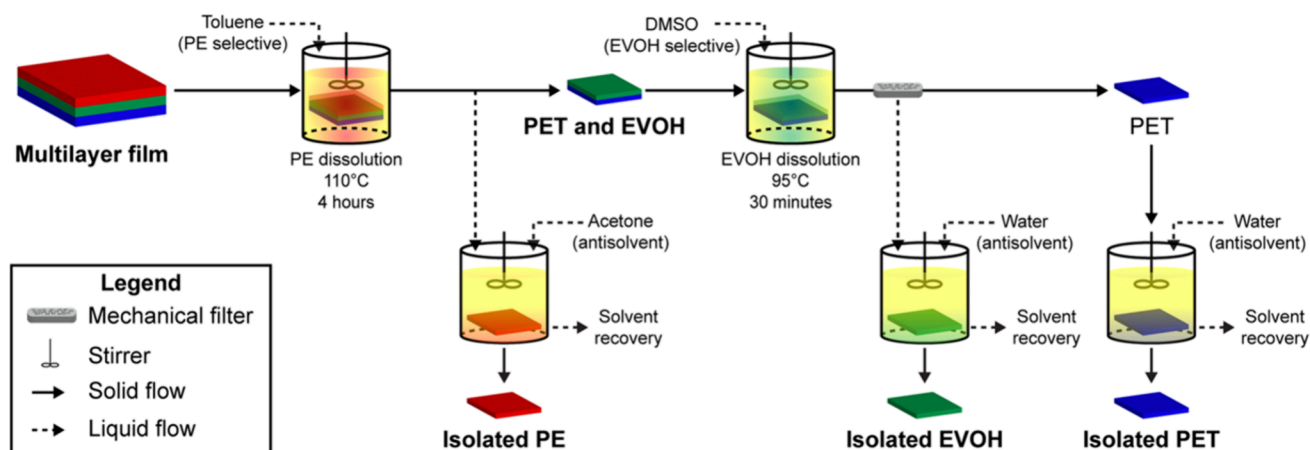 Toluene
(PE selective)
DMSO
(EVOH selective)
Multilayer film
PE dissolution
110°C
4 hours
PET and EVOH
EVOH dissolution
95°C
30 minutes
PET
Acetone
(antisolvent)
Water
(antisolvent)
Water
(antisolvent)
Solvent
recovery
Solvent
recovery
Solvent
recovery
Isolated PE
Isolated EVOH
Isolated PET
Legend
Mechanical filter
Stirrer
Solid flow
Liquid flow